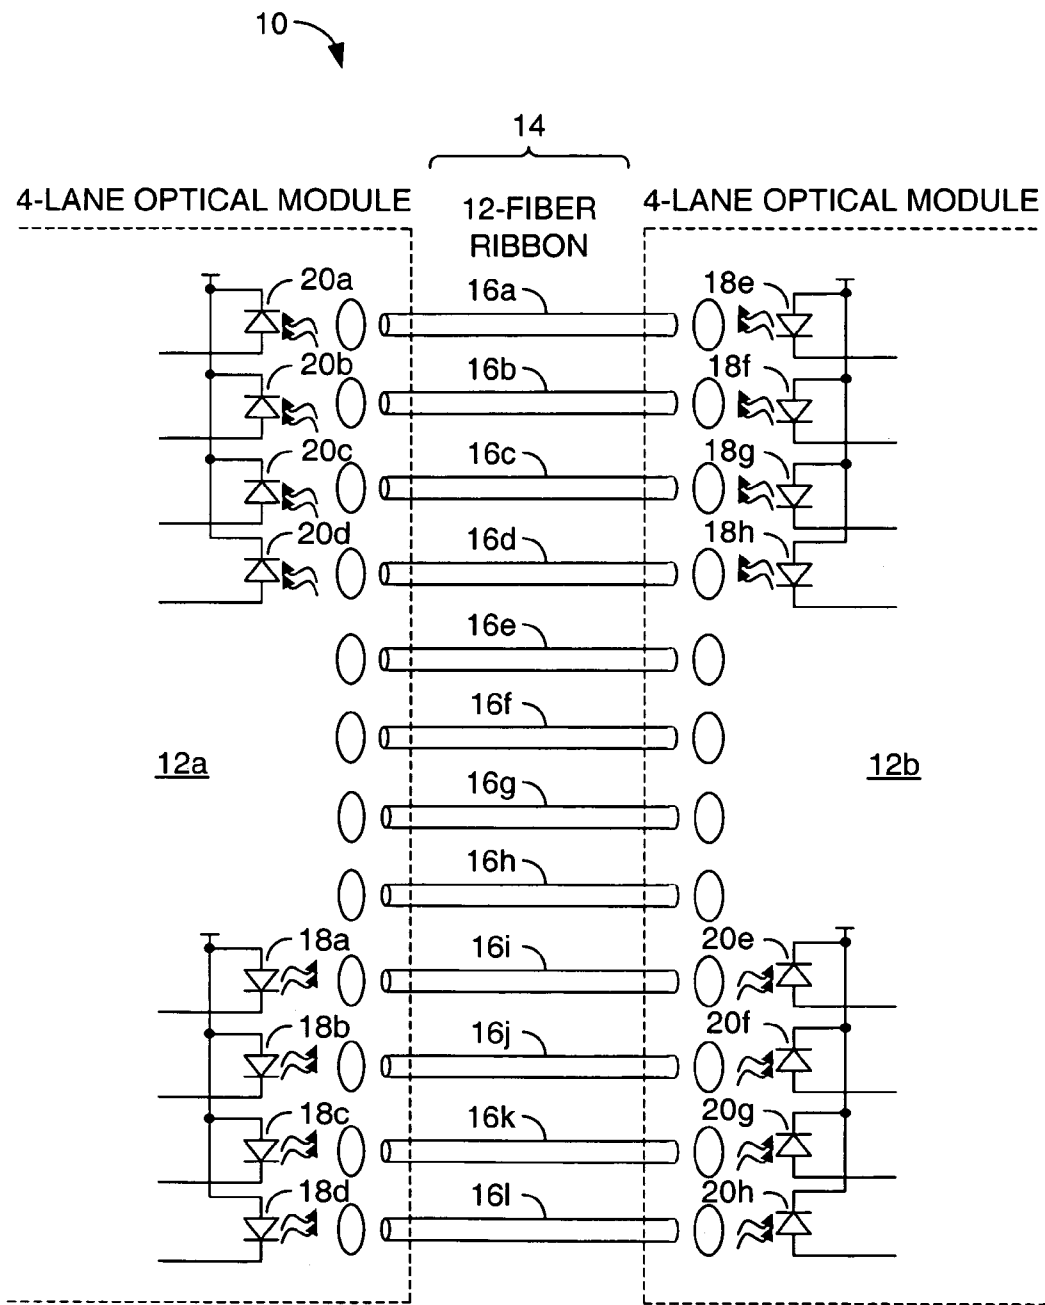 10
14
4-LANE OPTICAL MODULE
12-FIBER
RIBBON
4-LANE OPTICAL MODULE
20a
16a
18e
20b
16b
18f
20c
16c
18g
20d
16d
18h
16e
16f
12a
12b
16g
16h
18a
16i
20e
18b
16j
20f
18c
16k
20g
18d
16l
20h